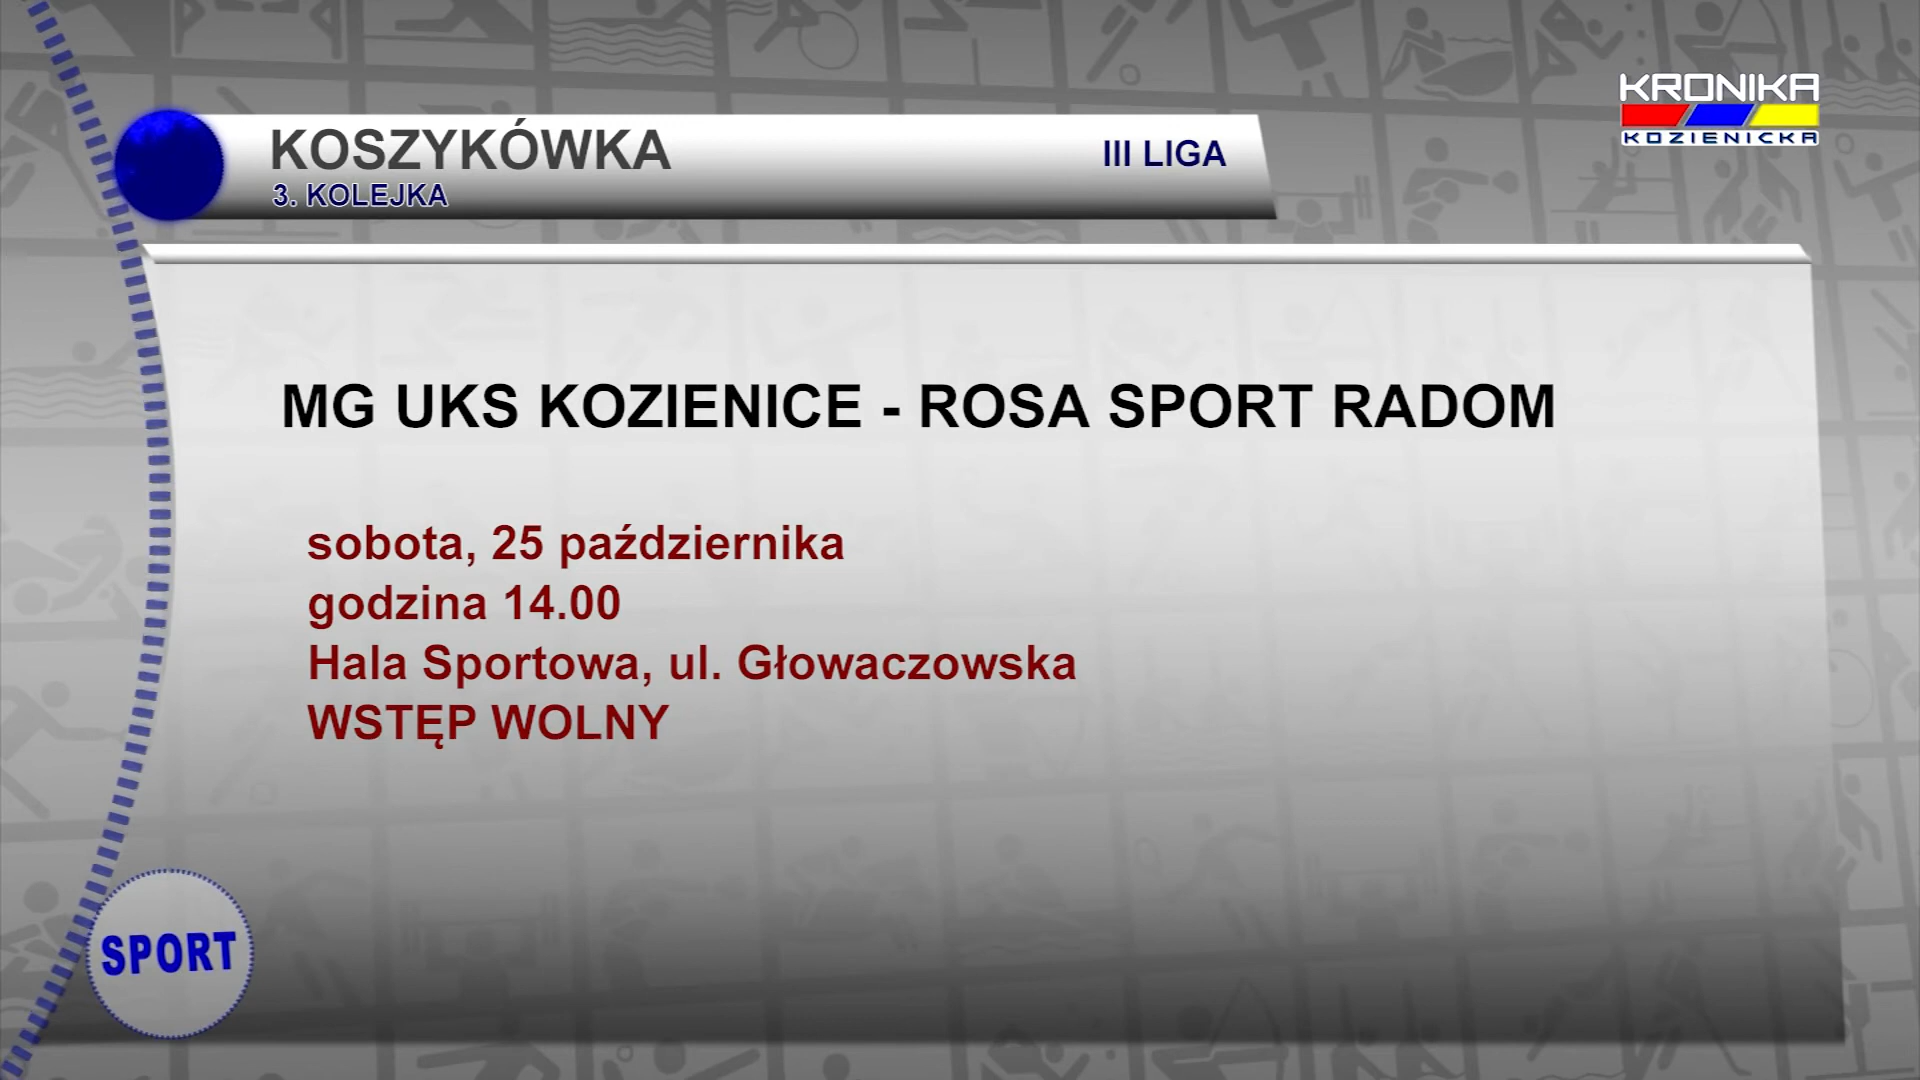 KRONIKA
KOZIENICKA
KOSZYKÓWKA
III LIGA
3. KOLEJKA
MG UKS KOZIENICE - ROSA SPORT RADOM
sobota, 25 października
godzina 14.00
Hala Sportowa, ul. Głowaczowska
WSTĘP WOLNY
SPORT